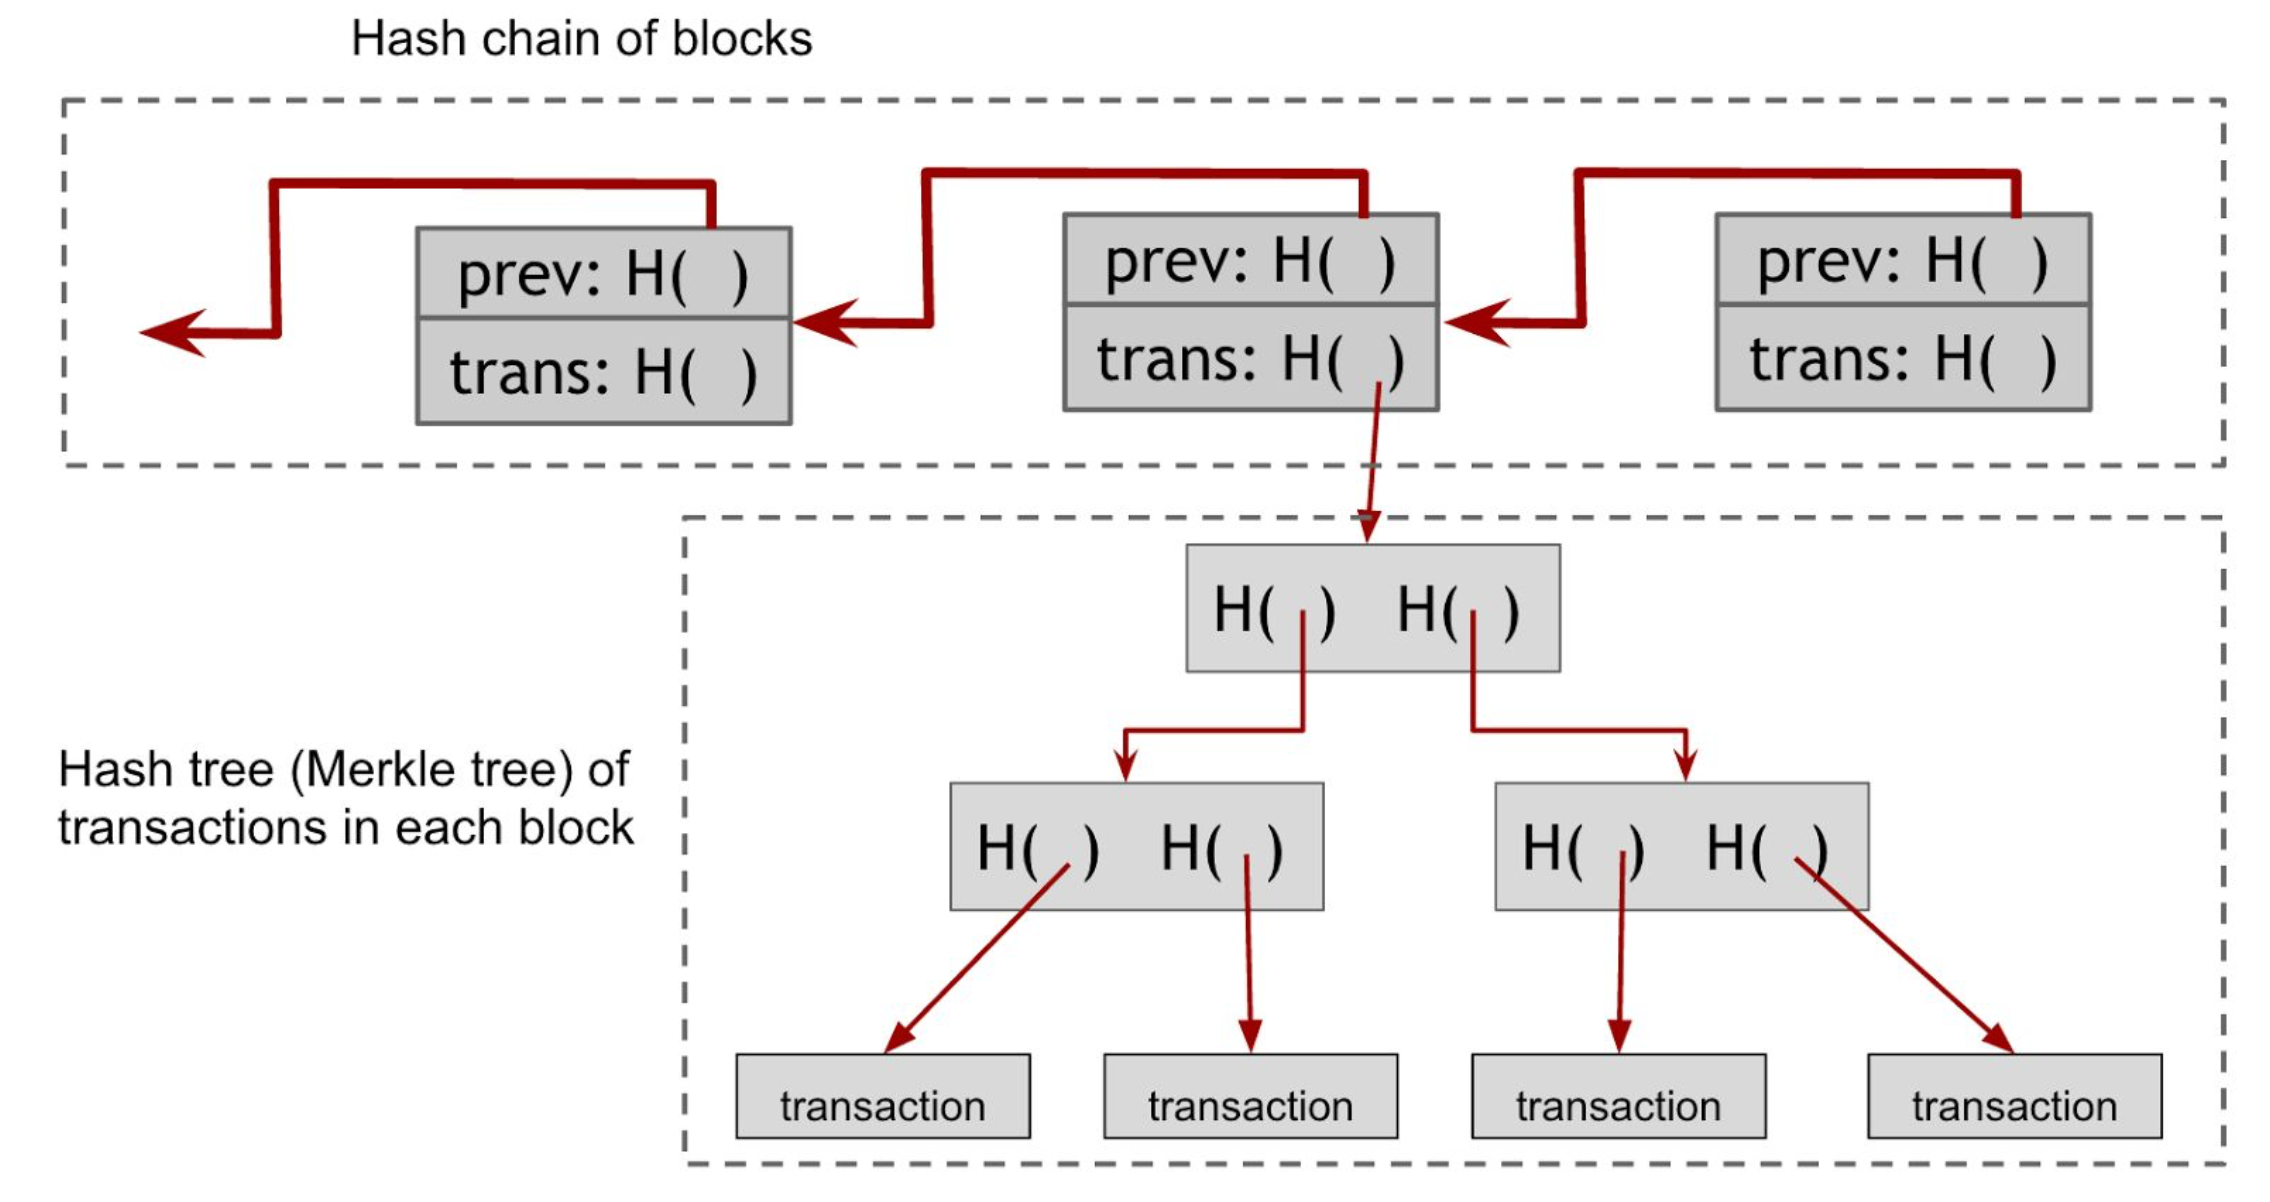 Hash chain of blocks
prev: H( )
trans: H( )
prev: H( )
trans: H( )
prev: H( )
trans: H( )
H( ) H( )
Hash tree (Merkle tree) of
transactions in each block
H( ) H( )
H( ) H( )
transaction
transaction
transaction
transaction